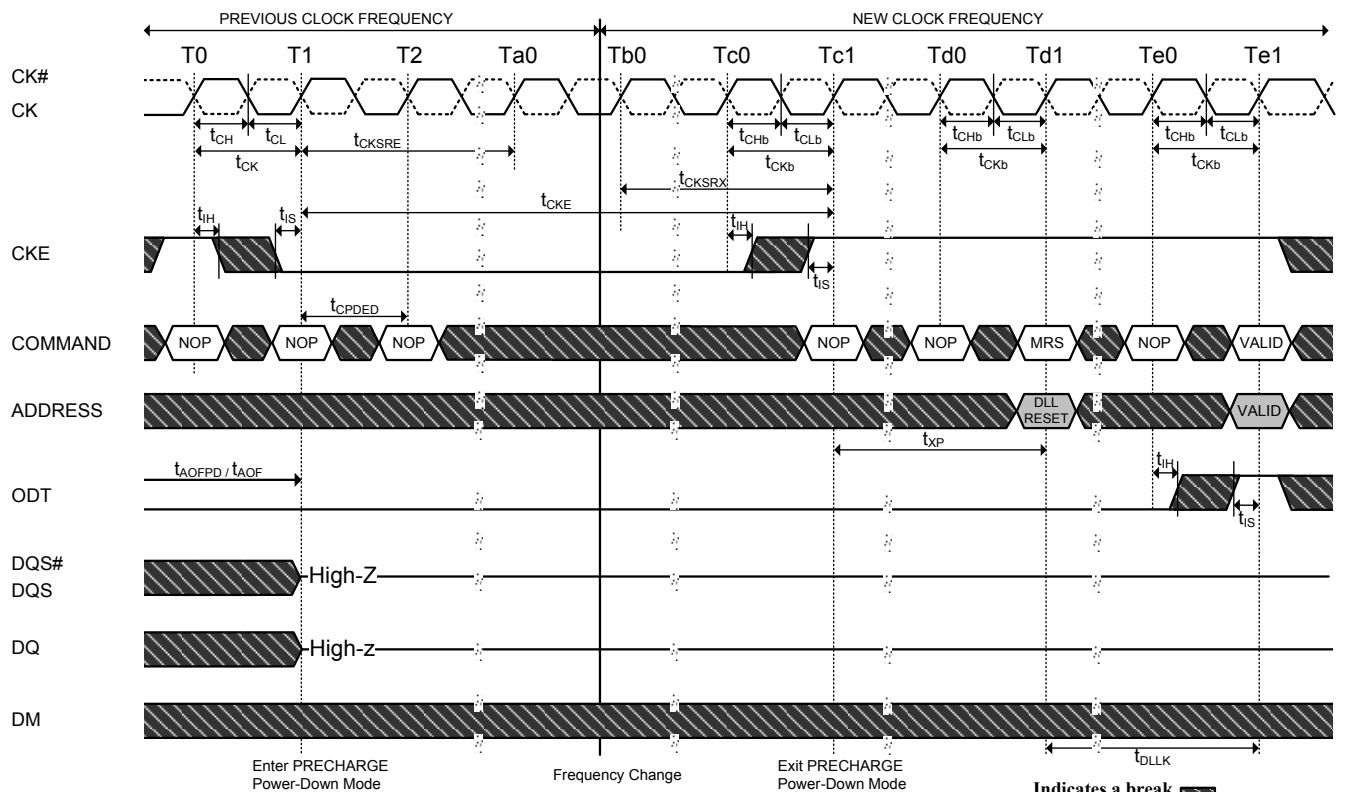 PREVIOUS CLOCK FREQUENCY NEW CLOCK FREQUENCY
T0 T1 T2 Ta0 Tb0 Tc0 Tc1 Td0 Td1 Te0 Te1
CK#
CK
tCH tCL tCHb tCLb tCHb tCLb tCHb tCLb
tCK tCKSRE tCKb tCKb tCKb
tCKSRX
tCKE
tIH tIS tIH
CKE
tIS
tCPDED
COMMAND NOP NOP NOP NOP NOP MRS NOP VALID
ADDRESS DLL RESET VALID
tXP
tAOFPD / tAOF tIH
ODT
tIS
DQS#
DQS
High-Z
DQ High-z
DM
tDLLK
Enter PRECHARGE
Power-Down Mode
Frequency Change
Exit PRECHARGE
Power-Down Mode
Indicates a break